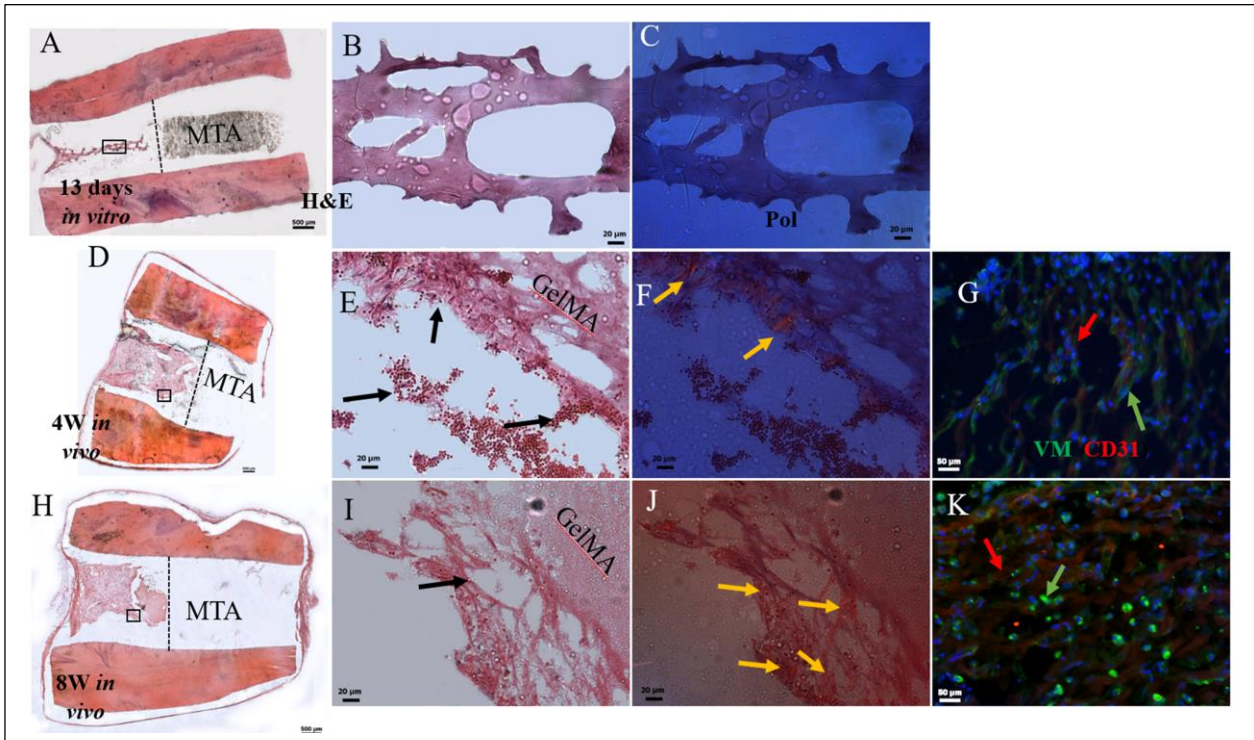 A
MTA
13 days
in vitro
H&E
500 µm
B
20 µm
C
Pol
20 µm
D
MTA
4W in
vivo
E
GelMA
20 µm
F
20 µm
G
VM CD31
50 µm
H
MTA
8W in
vivo
500 µm
I
GelMA
20 µm
J
20 µm
K
50 µm